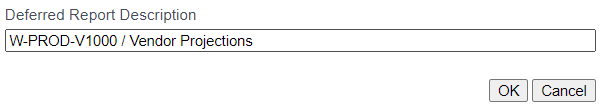 Deferred Report Description
W-PROD-V1000 / Vendor Projections
OK Cancel